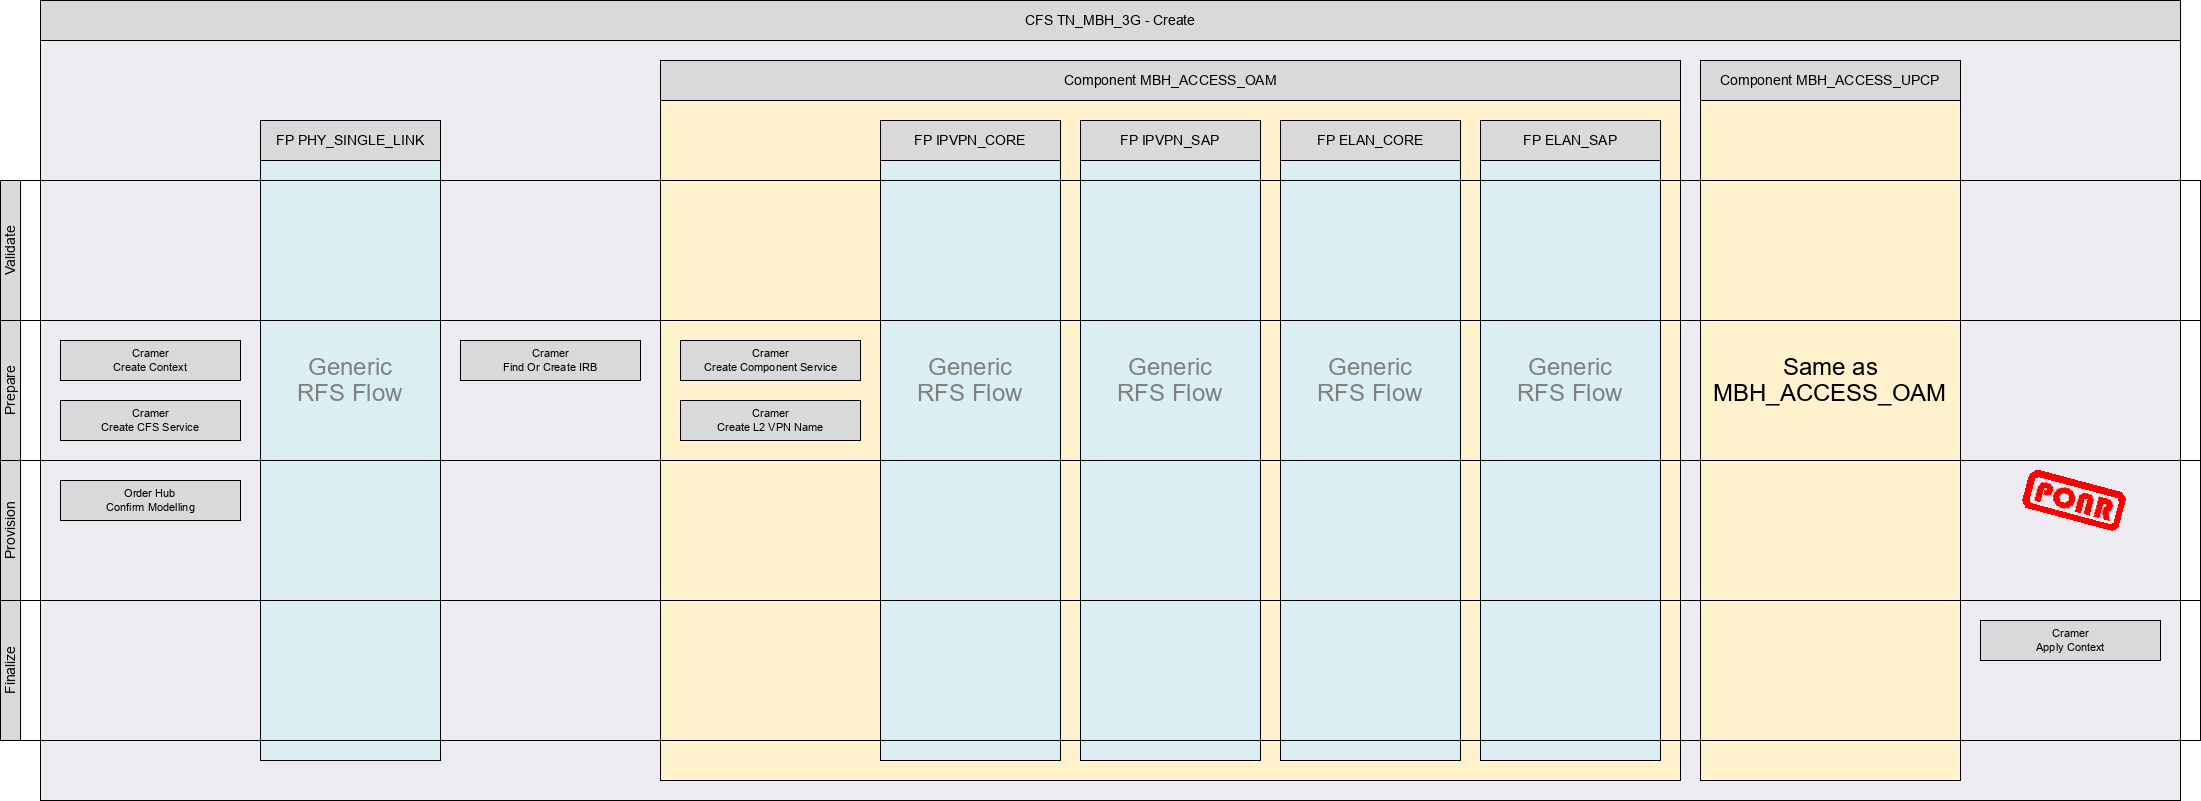 CFS TN_MBH_3G - Create
Component MBH_ACCESS_OAM
Component MBH_ACCESS_UPCP
FP PHY_SINGLE_LINK
FP IPVPN_CORE
FP IPVPN_SAP
FP ELAN_CORE
FP ELAN_SAP
Validate
Prepare
Cramer
Create Context
Cramer
Create CFS Service
Generic
RFS Flow
Cramer
Find Or Create IRB
Cramer
Create Component Service
Cramer
Create L2 VPN Name
Generic
RFS Flow
Generic
RFS Flow
Generic
RFS Flow
Generic
RFS Flow
Same as
MBH_ACCESS_OAM
Provision
Order Hub
Confirm Modelling
PONR
Finalize
Cramer
Apply Context